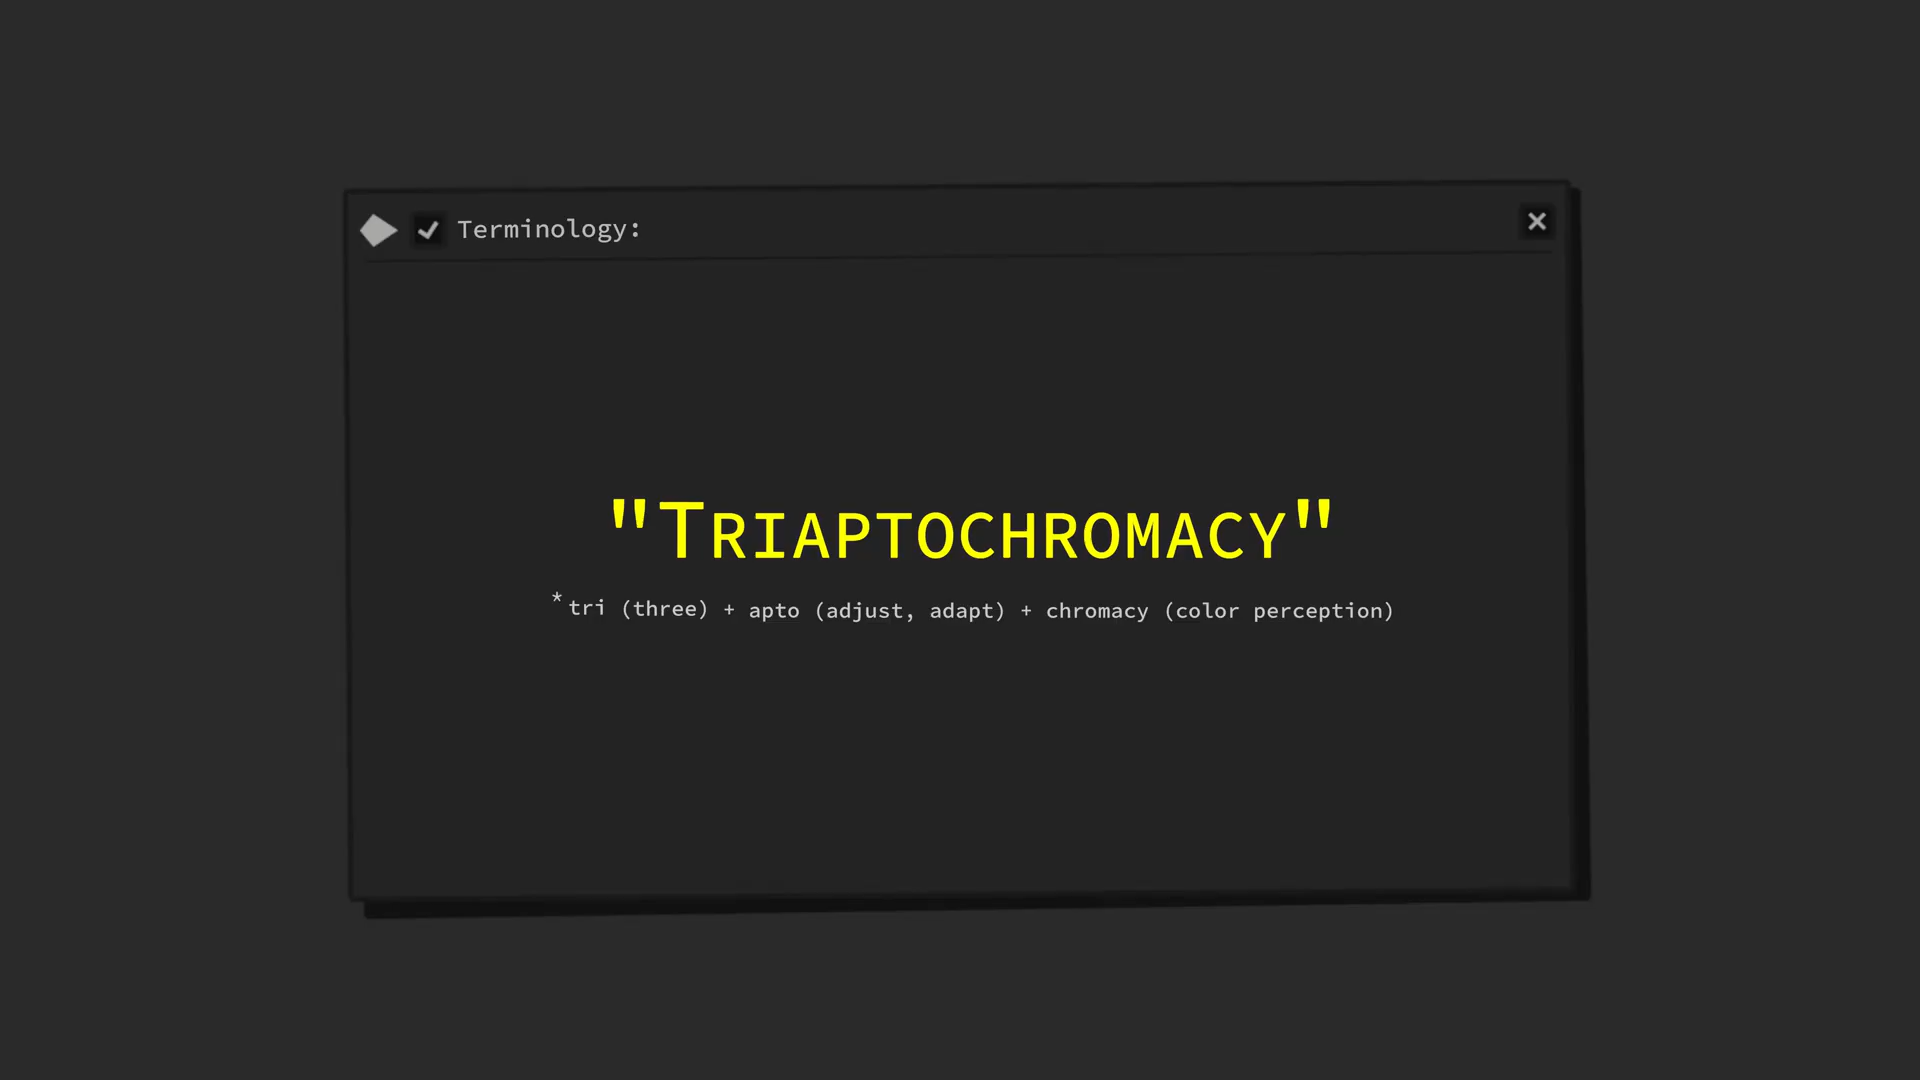 Terminology:
"Triaptochromacy"
*tri (three) + apto (adjust, adapt) + chromacy (color perception)